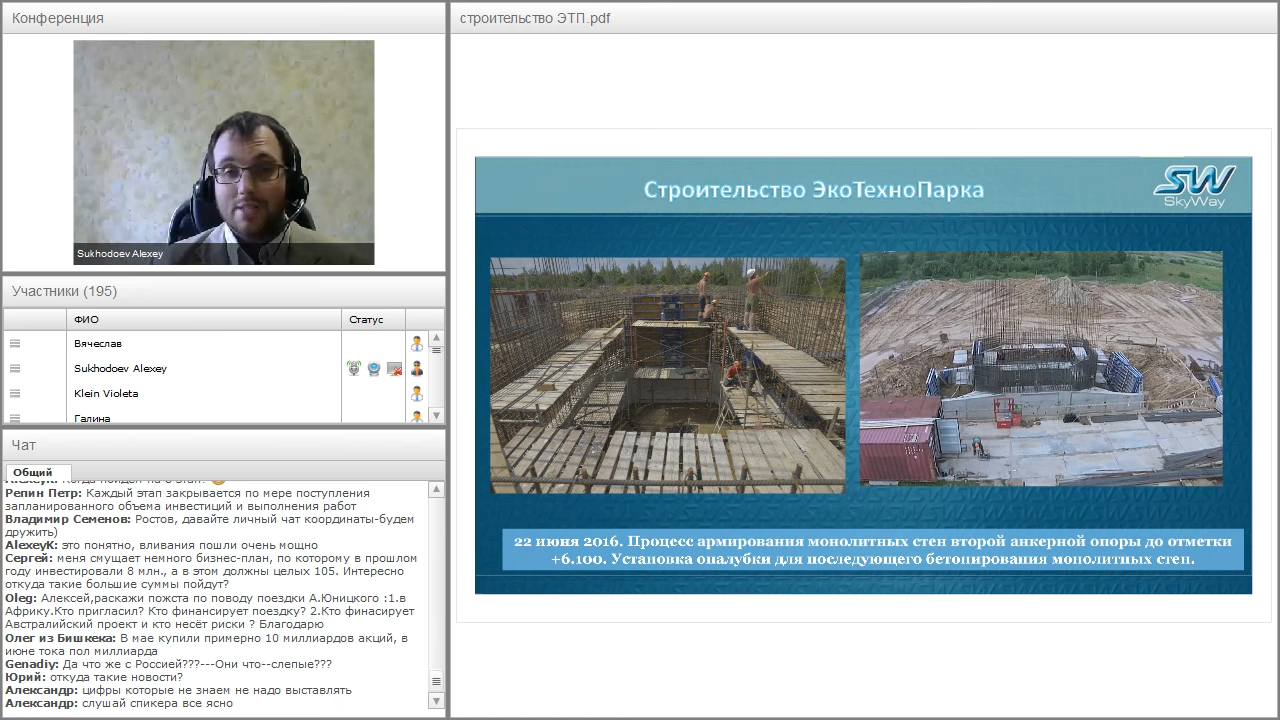 Конференция
Sukhodoev Alexey
Участники (195)
ФИО
Статус
Вячеслав
Sukhodoev Alexey
Klein Violeta
Галина
Чат
Общий
Репин Петр: Каждый этап закрывается по мере поступления
запланированного объема инвестиций и выполнения работ
Владимир Семенов: Ростов, давайте личный чат координаты-будем
дружить)
AlexeyK: это понятно, вливания пошли очень мощно
Сергей: меня смущает немного бизнес-план, по которому в прошлом
году инвестировали 8 млн., а в этом должны целых 105. Интересно
откуда такие большие суммы пойдут?
Oleg: Алексей,раскажи пожста по поводу поездки А.Юницкого :1.в
Африку.Кто пригласил? Кто финансирует поездку? 2.Кто финасирует
Австралийский проект и кто несёт риски ? Благодарю
Олег из Бишкека: В мае купили примерно 10 миллиардов акций, в
июне тока пол миллиарда
Genadiy: Да что же с Россией???---Они что--слепые???
Юрий: откуда такие новости?
Александр: цифры которые не знаем не надо выставлять
Александр: слушай спикера все ясно
строительство ЭТП.pdf
Строительство ЭкоТехноПарка
SW
SkyWay
22 июня 2016. Процесс армирования монолитных стен второй анкерной опоры до отметки
+6.100. Установка опалубки для последующего бетонирования монолитных стен.